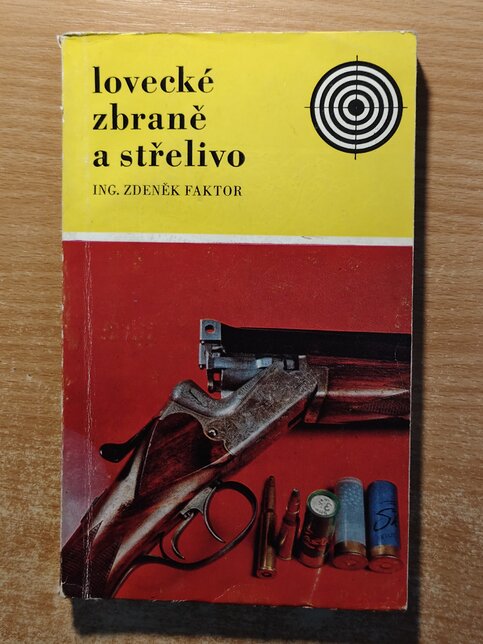 lovecké
zbraně
a střelivo
ING. ZDENĚK FAKTOR